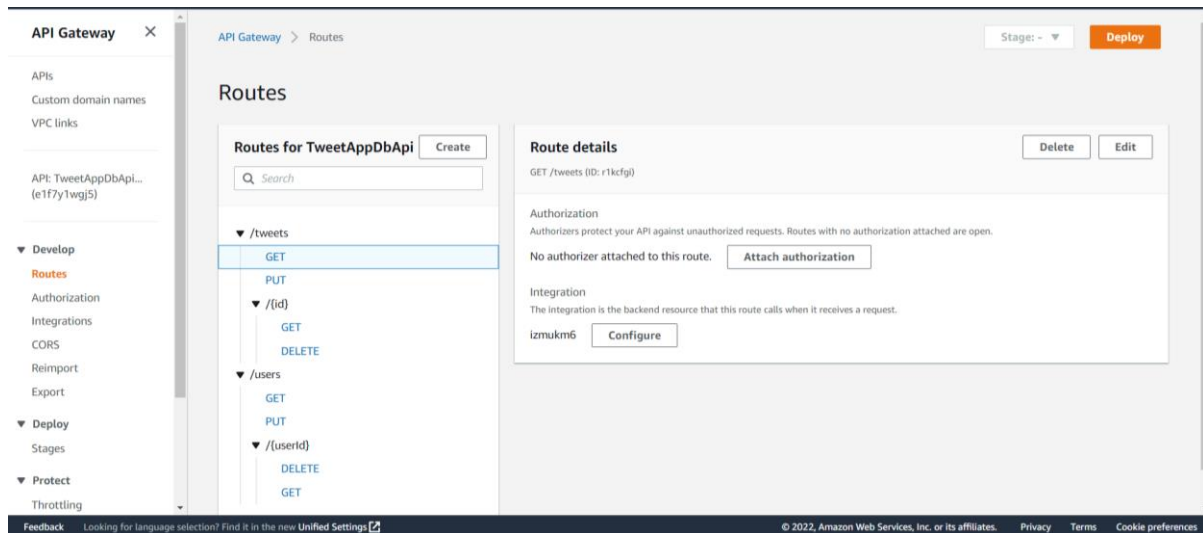 API Gateway ×
API Gateway > Routes
Stage: - ▼
Deploy
APIs
Custom domain names
VPC links
API: TweetAppDbApi...
(e1f7y1wgj5)
▼ Develop
Routes
Authorization
Integrations
CORS
Reimport
Export
▼ Deploy
Stages
▼ Protect
Throttling
Routes
Routes for TweetAppDbApi
Create
Search
▼ /tweets
GET
PUT
▼ /{id}
GET
DELETE
▼ /users
GET
PUT
▼ /{userId}
DELETE
GET
Route details
Delete
Edit
GET /tweets (ID: r1kcfgi)
Authorization
Authorizers protect your API against unauthorized requests. Routes with no authorization attached are open.
No authorizer attached to this route.
Attach authorization
Integration
The integration is the backend resource that this route calls when it receives a request.
izmukm6
Configure
Feedback
Looking for language selection? Find it in the new Unified Settings
© 2022, Amazon Web Services, Inc. or its affiliates.
Privacy
Terms
Cookie preferences